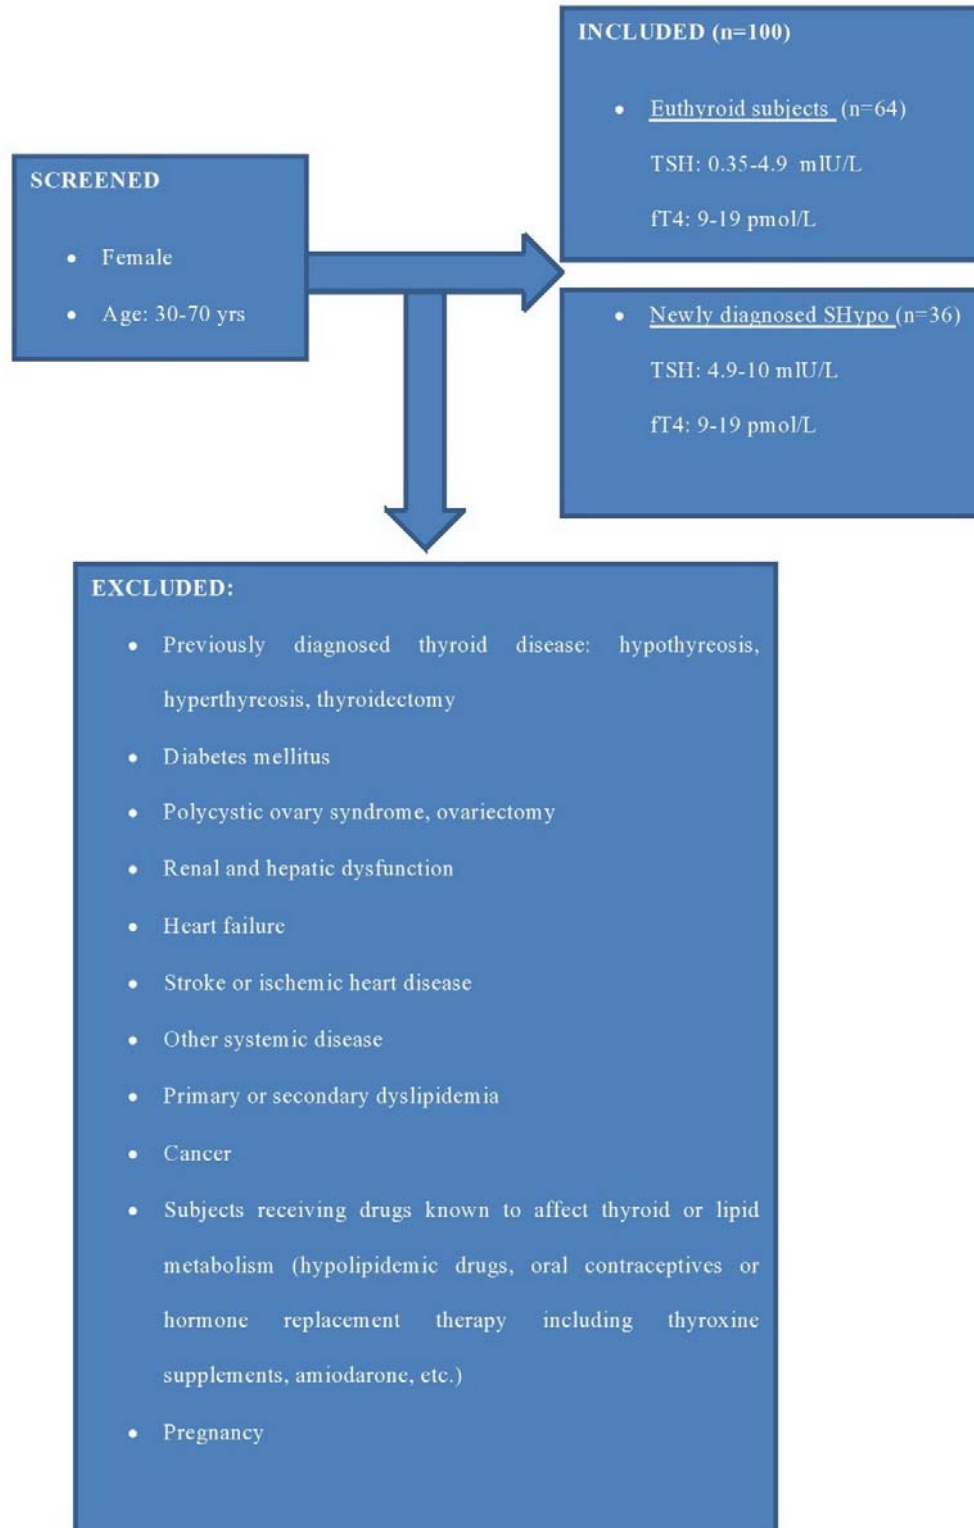 SCREENED
• Female
• Age: 30-70 yrs
INCLUDED (n=100)
• Euthyroid subjects (n=64)
TSH: 0.35-4.9 mlU/L
fT4: 9-19 pmol/L
• Newly diagnosed SHypo (n=36)
TSH: 4.9-10 mlU/L
fT4: 9-19 pmol/L
EXCLUDED:
• Previously diagnosed thyroid disease: hypothyreosis,
hyperthyreosis, thyroidectomy
• Diabetes mellitus
• Polycystic ovary syndrome, ovariectomy
• Renal and hepatic dysfunction
• Heart failure
• Stroke or ischemic heart disease
• Other systemic disease
• Primary or secondary dyslipidemia
• Cancer
• Subjects receiving drugs known to affect thyroid or lipid
metabolism (hypolipidemic drugs, oral contraceptives or
hormone replacement therapy including thyroxine
supplements, amiodarone, etc.)
• Pregnancy